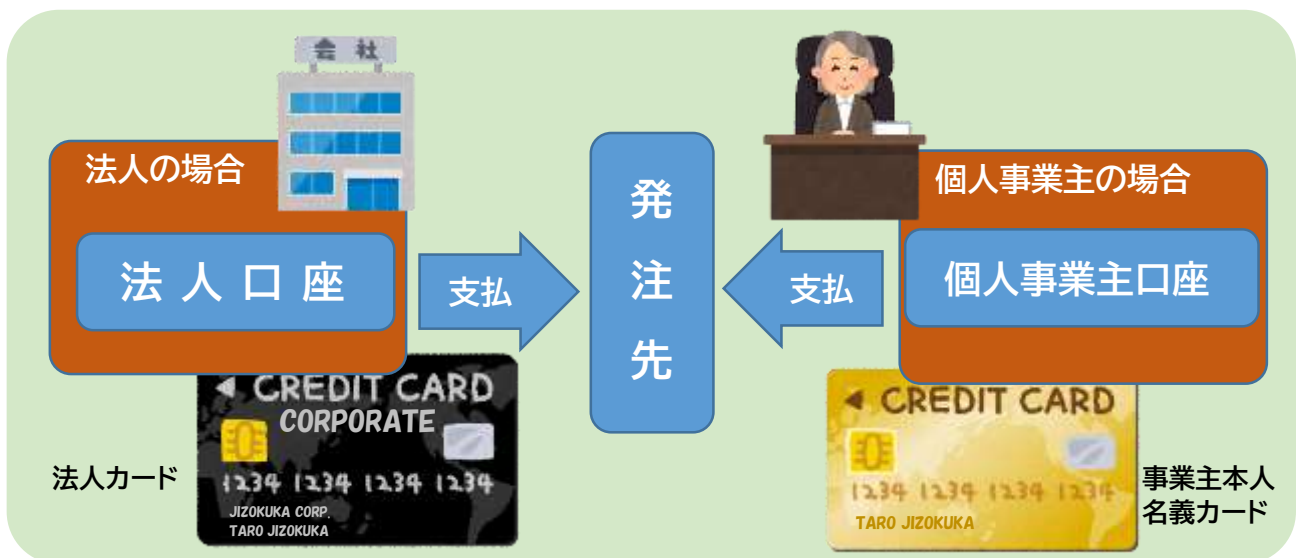 会社
法人の場合
法人口座
支払
法人カード
CREDIT CARD
CORPORATE
1234 1234 1234 1234
JIZOKUKA CORP.
TARO JIZOKUKA
発
注
先
個人事業主の場合
個人事業主口座
支払
CREDIT CARD
1234 1234 1234 1234
TARO JIZOKUKA
事業主本人
名義カード